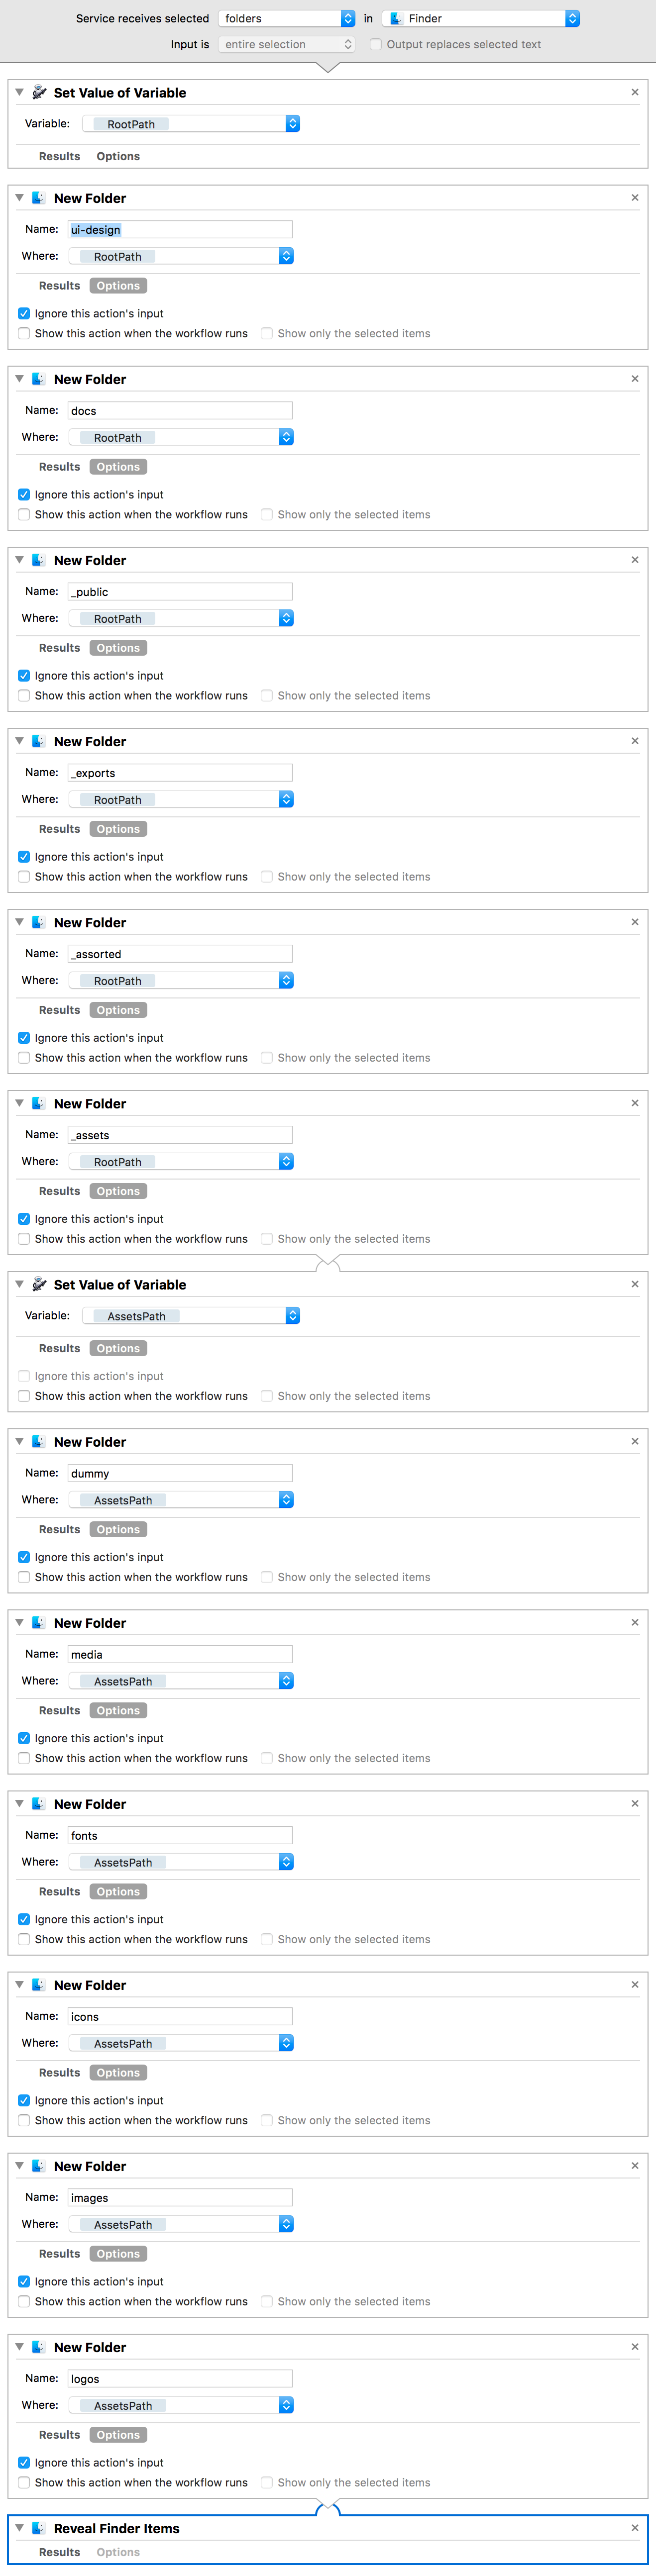 Service receives selected folders in Finder
Input is entire selection Output replaces selected text
Set Value of Variable
Variable: RootPath
Results Options
New Folder
Name: ui-design
Where: RootPath
Results Options
Ignore this action's input
Show this action when the workflow runs Show only the selected items
New Folder
Name: docs
Where: RootPath
Results Options
Ignore this action's input
Show this action when the workflow runs Show only the selected items
New Folder
Name: _public
Where: RootPath
Results Options
Ignore this action's input
Show this action when the workflow runs Show only the selected items
New Folder
Name: _exports
Where: RootPath
Results Options
Ignore this action's input
Show this action when the workflow runs Show only the selected items
New Folder
Name: _assorted
Where: RootPath
Results Options
Ignore this action's input
Show this action when the workflow runs Show only the selected items
New Folder
Name: _assets
Where: RootPath
Results Options
Ignore this action's input
Show this action when the workflow runs Show only the selected items
Set Value of Variable
Variable: AssetsPath
Results Options
Ignore this action's input
Show this action when the workflow runs Show only the selected items
New Folder
Name: dummy
Where: AssetsPath
Results Options
Ignore this action's input
Show this action when the workflow runs Show only the selected items
New Folder
Name: media
Where: AssetsPath
Results Options
Ignore this action's input
Show this action when the workflow runs Show only the selected items
New Folder
Name: fonts
Where: AssetsPath
Results Options
Ignore this action's input
Show this action when the workflow runs Show only the selected items
New Folder
Name: icons
Where: AssetsPath
Results Options
Ignore this action's input
Show this action when the workflow runs Show only the selected items
New Folder
Name: images
Where: AssetsPath
Results Options
Ignore this action's input
Show this action when the workflow runs Show only the selected items
New Folder
Name: logos
Where: AssetsPath
Results Options
Ignore this action's input
Show this action when the workflow runs Show only the selected items
Reveal Finder Items
Results Options